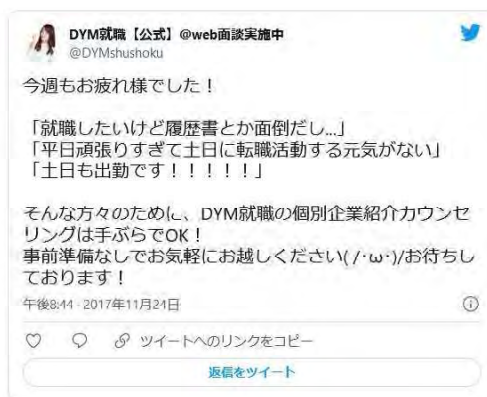 DYM就職【公式】@web面談実施中
@DYMshushoku
今週もお疲れ様でした！
「就職したいけど履歴書とか面倒だし...」
「平日頑張りすぎて土日に転職活動する元気がない」
「土日も出勤です！！！！！」
そんな方々のために、DYM就職の個別企業紹介カウンセ
リングは手ぶらでOK！
事前準備なしでお気軽にお越しください( /･ω･)/お待ちし
ております！
午後8:44 · 2017年11月24日
ツイートへのリンクをコピー
返信をツイート